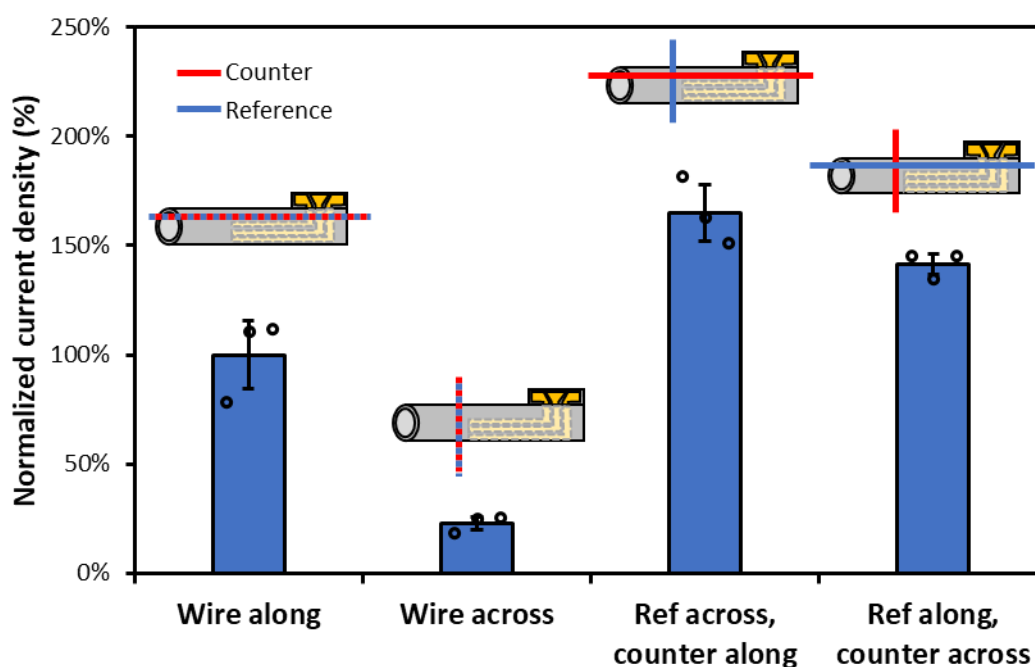 Normalized current density (%)
250%
200%
150%
100%
50%
0%
Counter
Reference
Wire along
Wire across
Ref across,
counter along
Ref along,
counter across